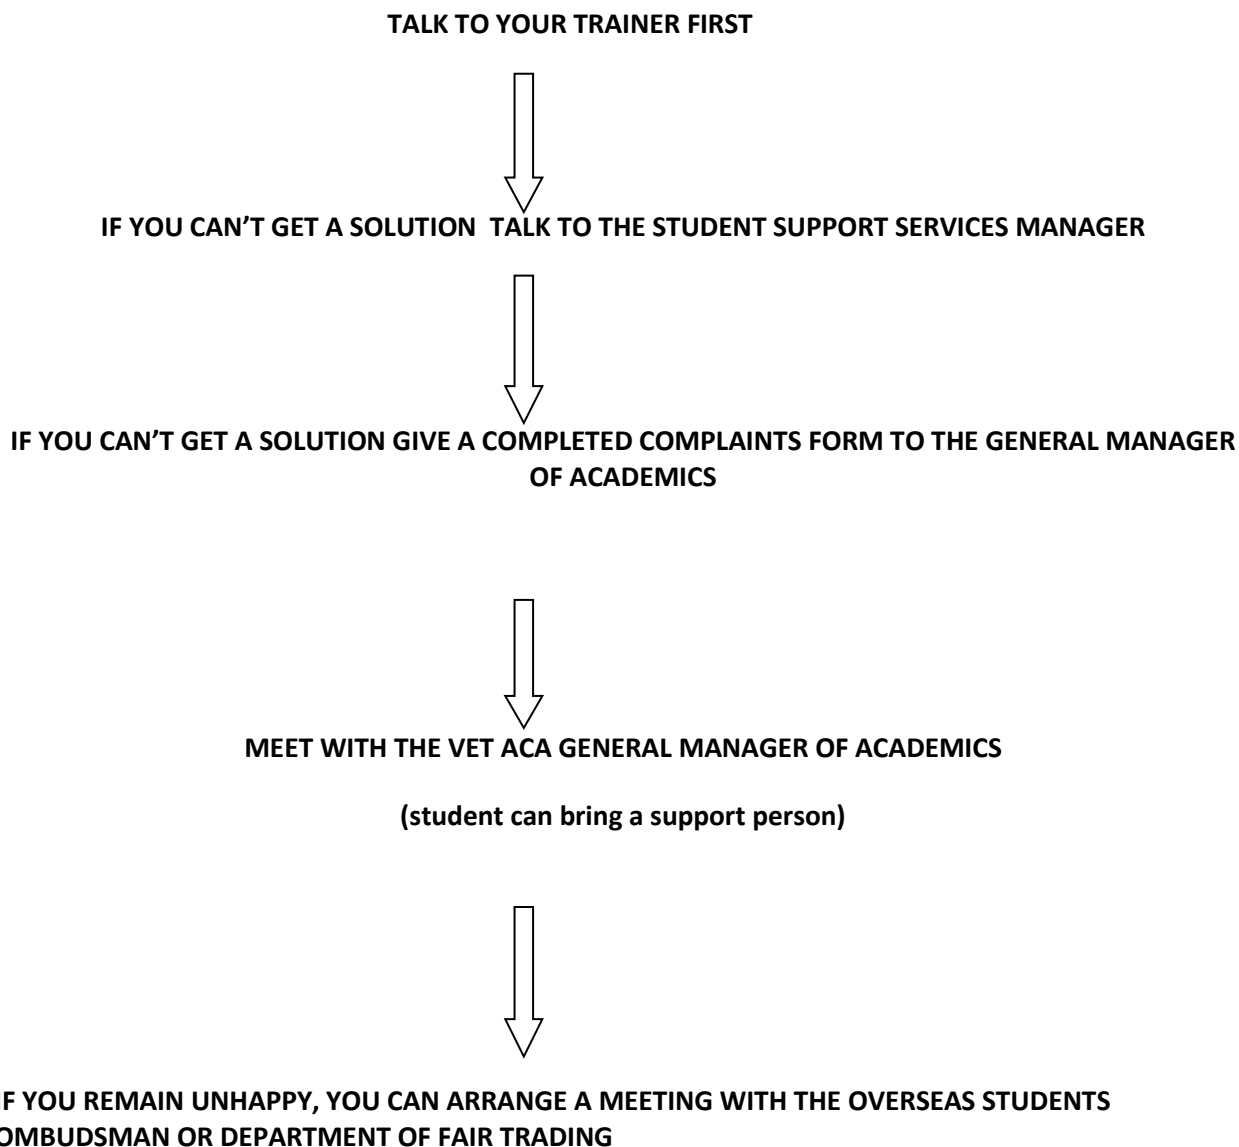 TALK TO YOUR TRAINER FIRST
IF YOU CAN’T GET A SOLUTION  TALK TO THE STUDENT SUPPORT SERVICES MANAGER
IF YOU CAN’T GET A SOLUTION GIVE A COMPLETED COMPLAINTS FORM TO THE GENERAL MANAGER
OF ACADEMICS
MEET WITH THE VET ACA GENERAL MANAGER OF ACADEMICS
(student can bring a support person)
IF YOU REMAIN UNHAPPY, YOU CAN ARRANGE A MEETING WITH THE OVERSEAS STUDENTS
OMBUDSMAN OR DEPARTMENT OF FAIR TRADING